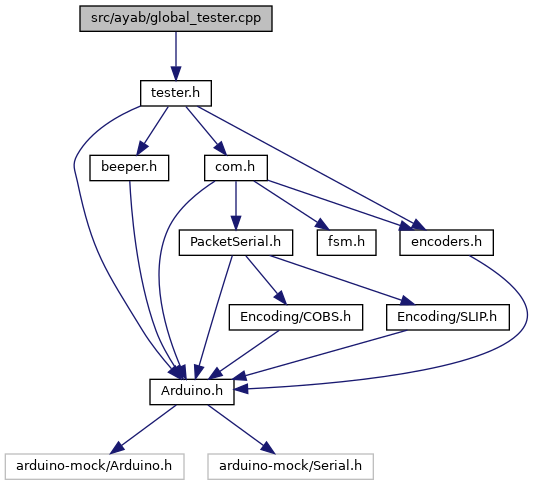 src/ayab/global_tester.cpp
tester.h
beeper.h
com.h
PacketSerial.h
fsm.h
encoders.h
Encoding/COBS.h
Encoding/SLIP.h
Arduino.h
arduino-mock/Arduino.h
arduino-mock/Serial.h